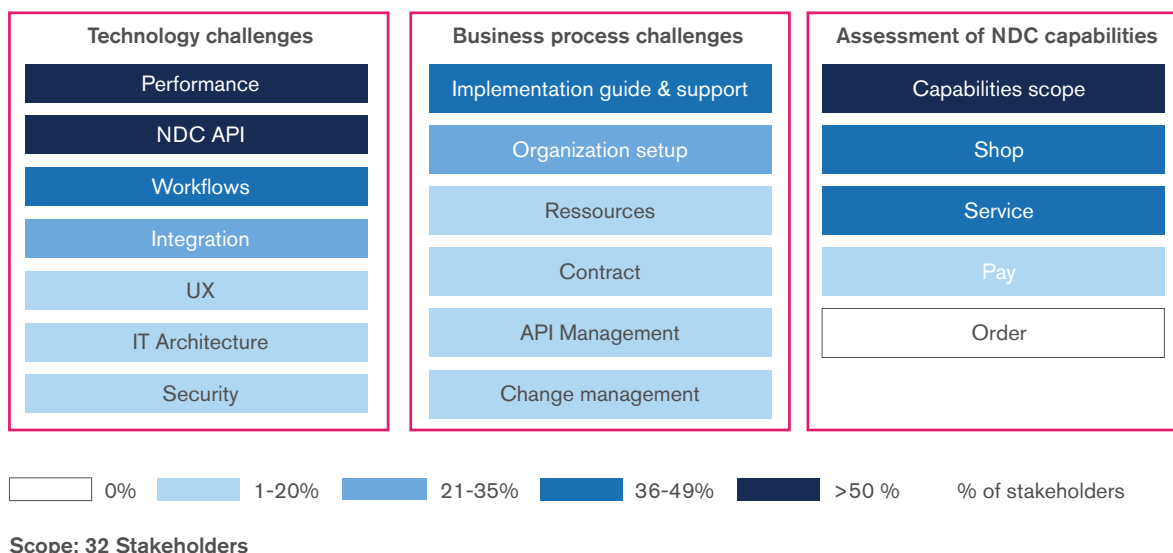 Technology challenges
Performance
NDC API
Workflows
Integration
UX
IT Architecture
Security
Business process challenges
Implementation guide & support
Organization setup
Ressources
Contract
API Management
Change management
Assessment of NDC capabilities
Capabilities scope
Shop
Service
Pay
Order
0% 1-20% 21-35% 36-49% >50 % % of stakeholders
Scope: 32 Stakeholders